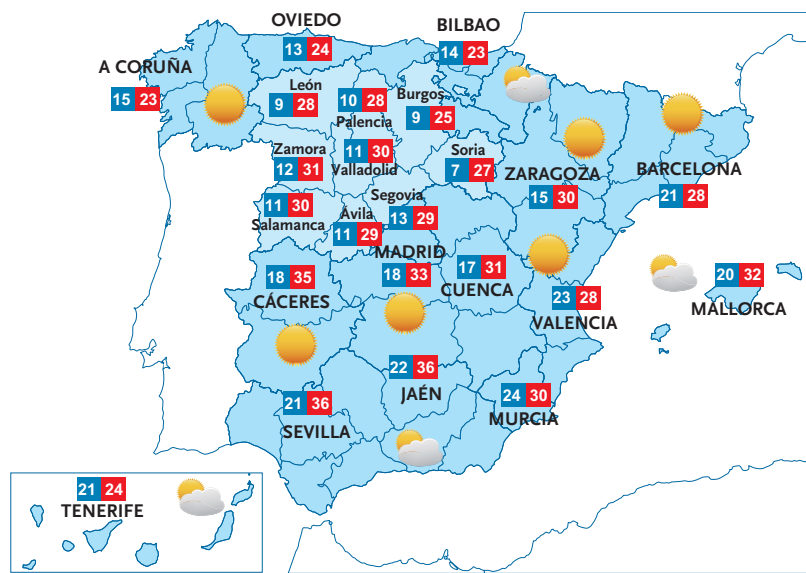 OVIEDO
13 24
BILBAO
14 23
A CORUÑA
15 23
León
9 28
10 28
Palencia
Burgos
9 25
Zamora
12 31
11 30
Valladolid
Soria
7 27
ZARAGOZA
15 30
BARCELONA
21 28
11 30
Salamanca
Ávila
11 29
Segovia
13 29
MADRID
18 33
18 35
CÁCERES
17 31
CUENCA
23 28
VALENCIA
20 32
MALLORCA
22 36
JAÉN
21 36
SEVILLA
24 30
MURCIA
21 24
TENERIFE